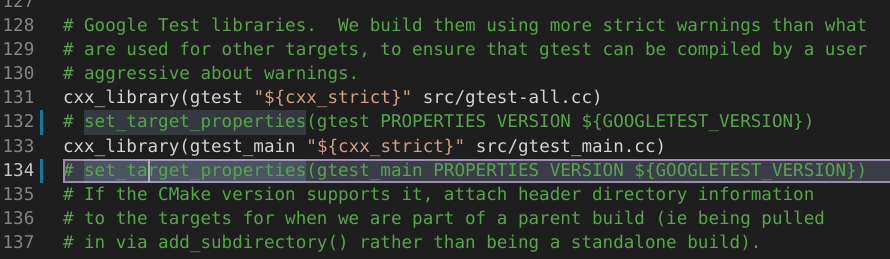 127
128 # Google Test libraries.  We build them using more strict warnings than what
129 # are used for other targets, to ensure that gtest can be compiled by a user
130 # aggressive about warnings.
131 cxx_library(gtest "${cxx_strict}" src/gtest-all.cc)
132 # set_target_properties(gtest PROPERTIES VERSION ${GOOGLETEST_VERSION})
133 cxx_library(gtest_main "${cxx_strict}" src/gtest_main.cc)
134 # set_target_properties(gtest_main PROPERTIES VERSION ${GOOGLETEST_VERSION})
135 # If the CMake version supports it, attach header directory information
136 # to the targets for when we are part of a parent build (ie being pulled
137 # in via add_subdirectory() rather than being a standalone build).